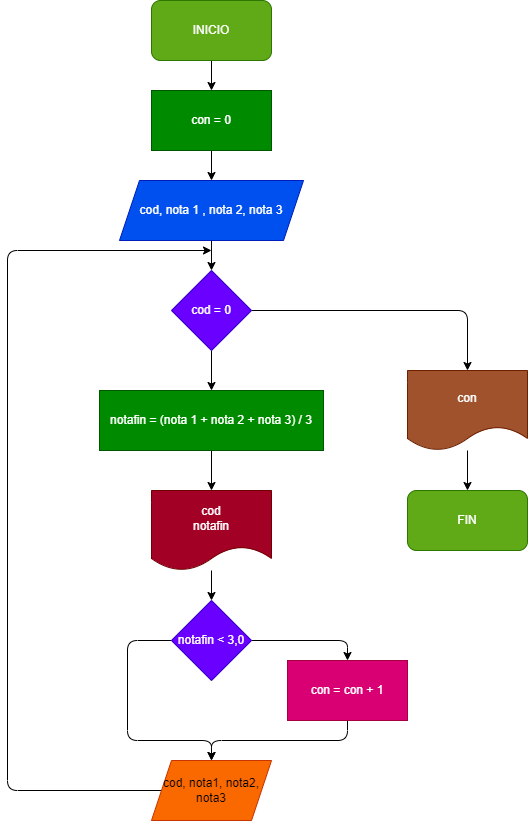 INICIO
con = 0
cod, nota 1 , nota 2, nota 3
cod = 0
notafin = (nota 1 + nota 2 + nota 3) / 3
con
cod
notafin
FIN
notafin < 3,0
con = con + 1
cod, nota1, nota2,
nota3